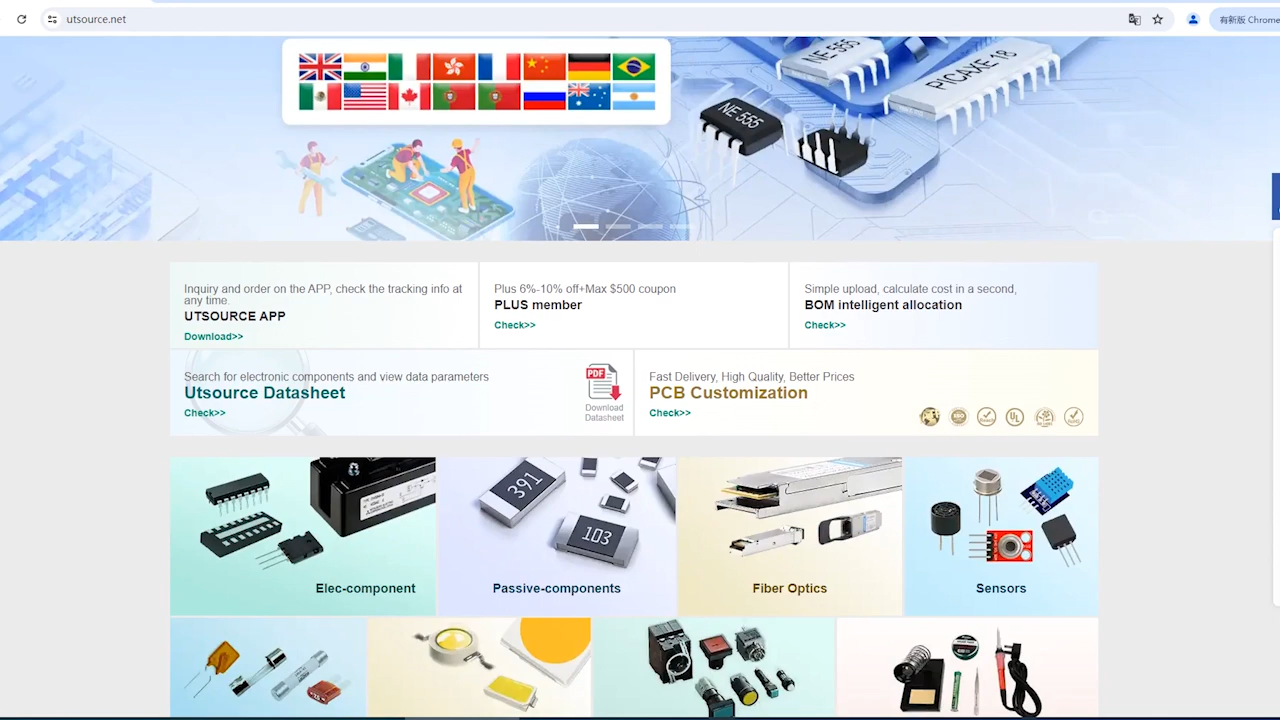 utsource.net
有新版 Chrome
NE 555
PICAXE-18
NE 555
Inquiry and order on the APP, check the tracking info at
any time.
UTSOURCE APP
Download>>
Plus 6%-10% off+Max $500 coupon
PLUS member
Check>>
Simple upload, calculate cost in a second,
BOM intelligent allocation
Check>>
Search for electronic components and view data parameters
Utsource Datasheet
Check>>
PDF
Download
Datasheet
Fast Delivery, High Quality, Better Prices
PCB Customization
Check>>
391
103
Elec-component
Passive-components
Fiber Optics
Sensors